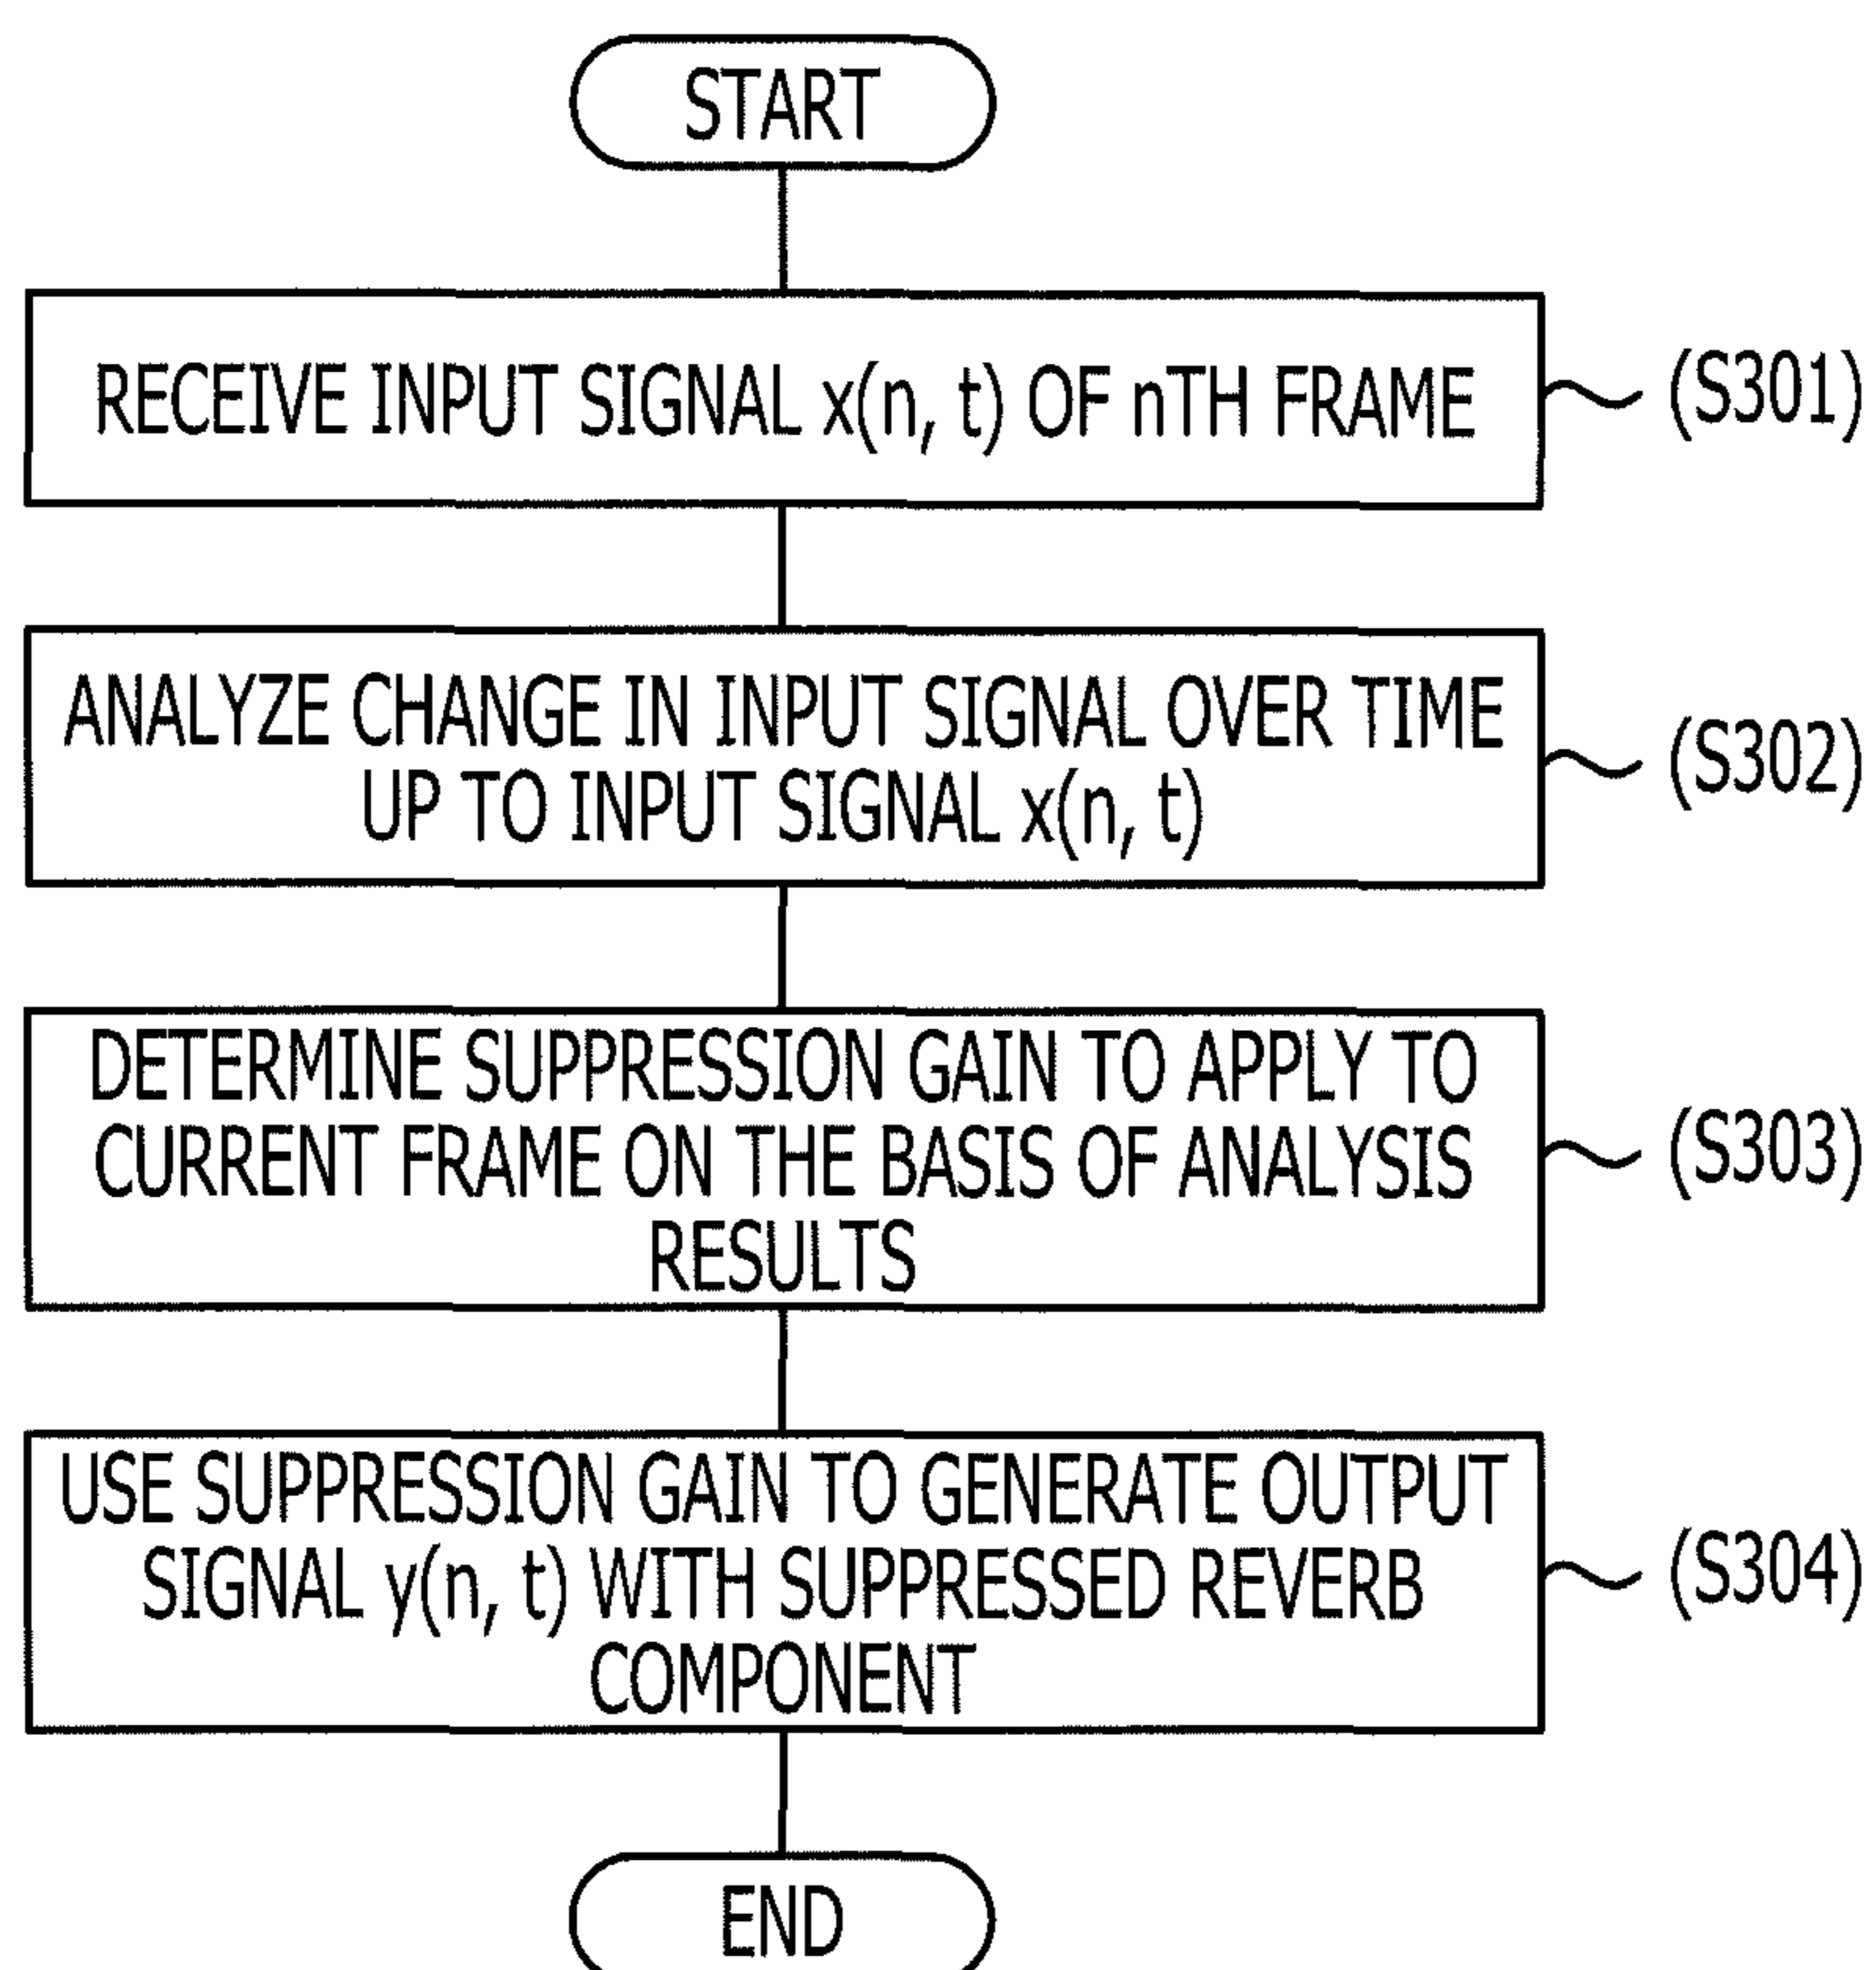 START
RECEIVE INPUT SIGNAL x(n, t) OF nTH FRAME
(S301)
ANALYZE CHANGE IN INPUT SIGNAL OVER TIME
UP TO INPUT SIGNAL x(n, t)
(S302)
DETERMINE SUPPRESSION GAIN TO APPLY TO
CURRENT FRAME ON THE BASIS OF ANALYSIS
RESULTS
(S303)
USE SUPPRESSION GAIN TO GENERATE OUTPUT
SIGNAL y(n, t) WITH SUPPRESSED REVERB
COMPONENT
(S304)
END